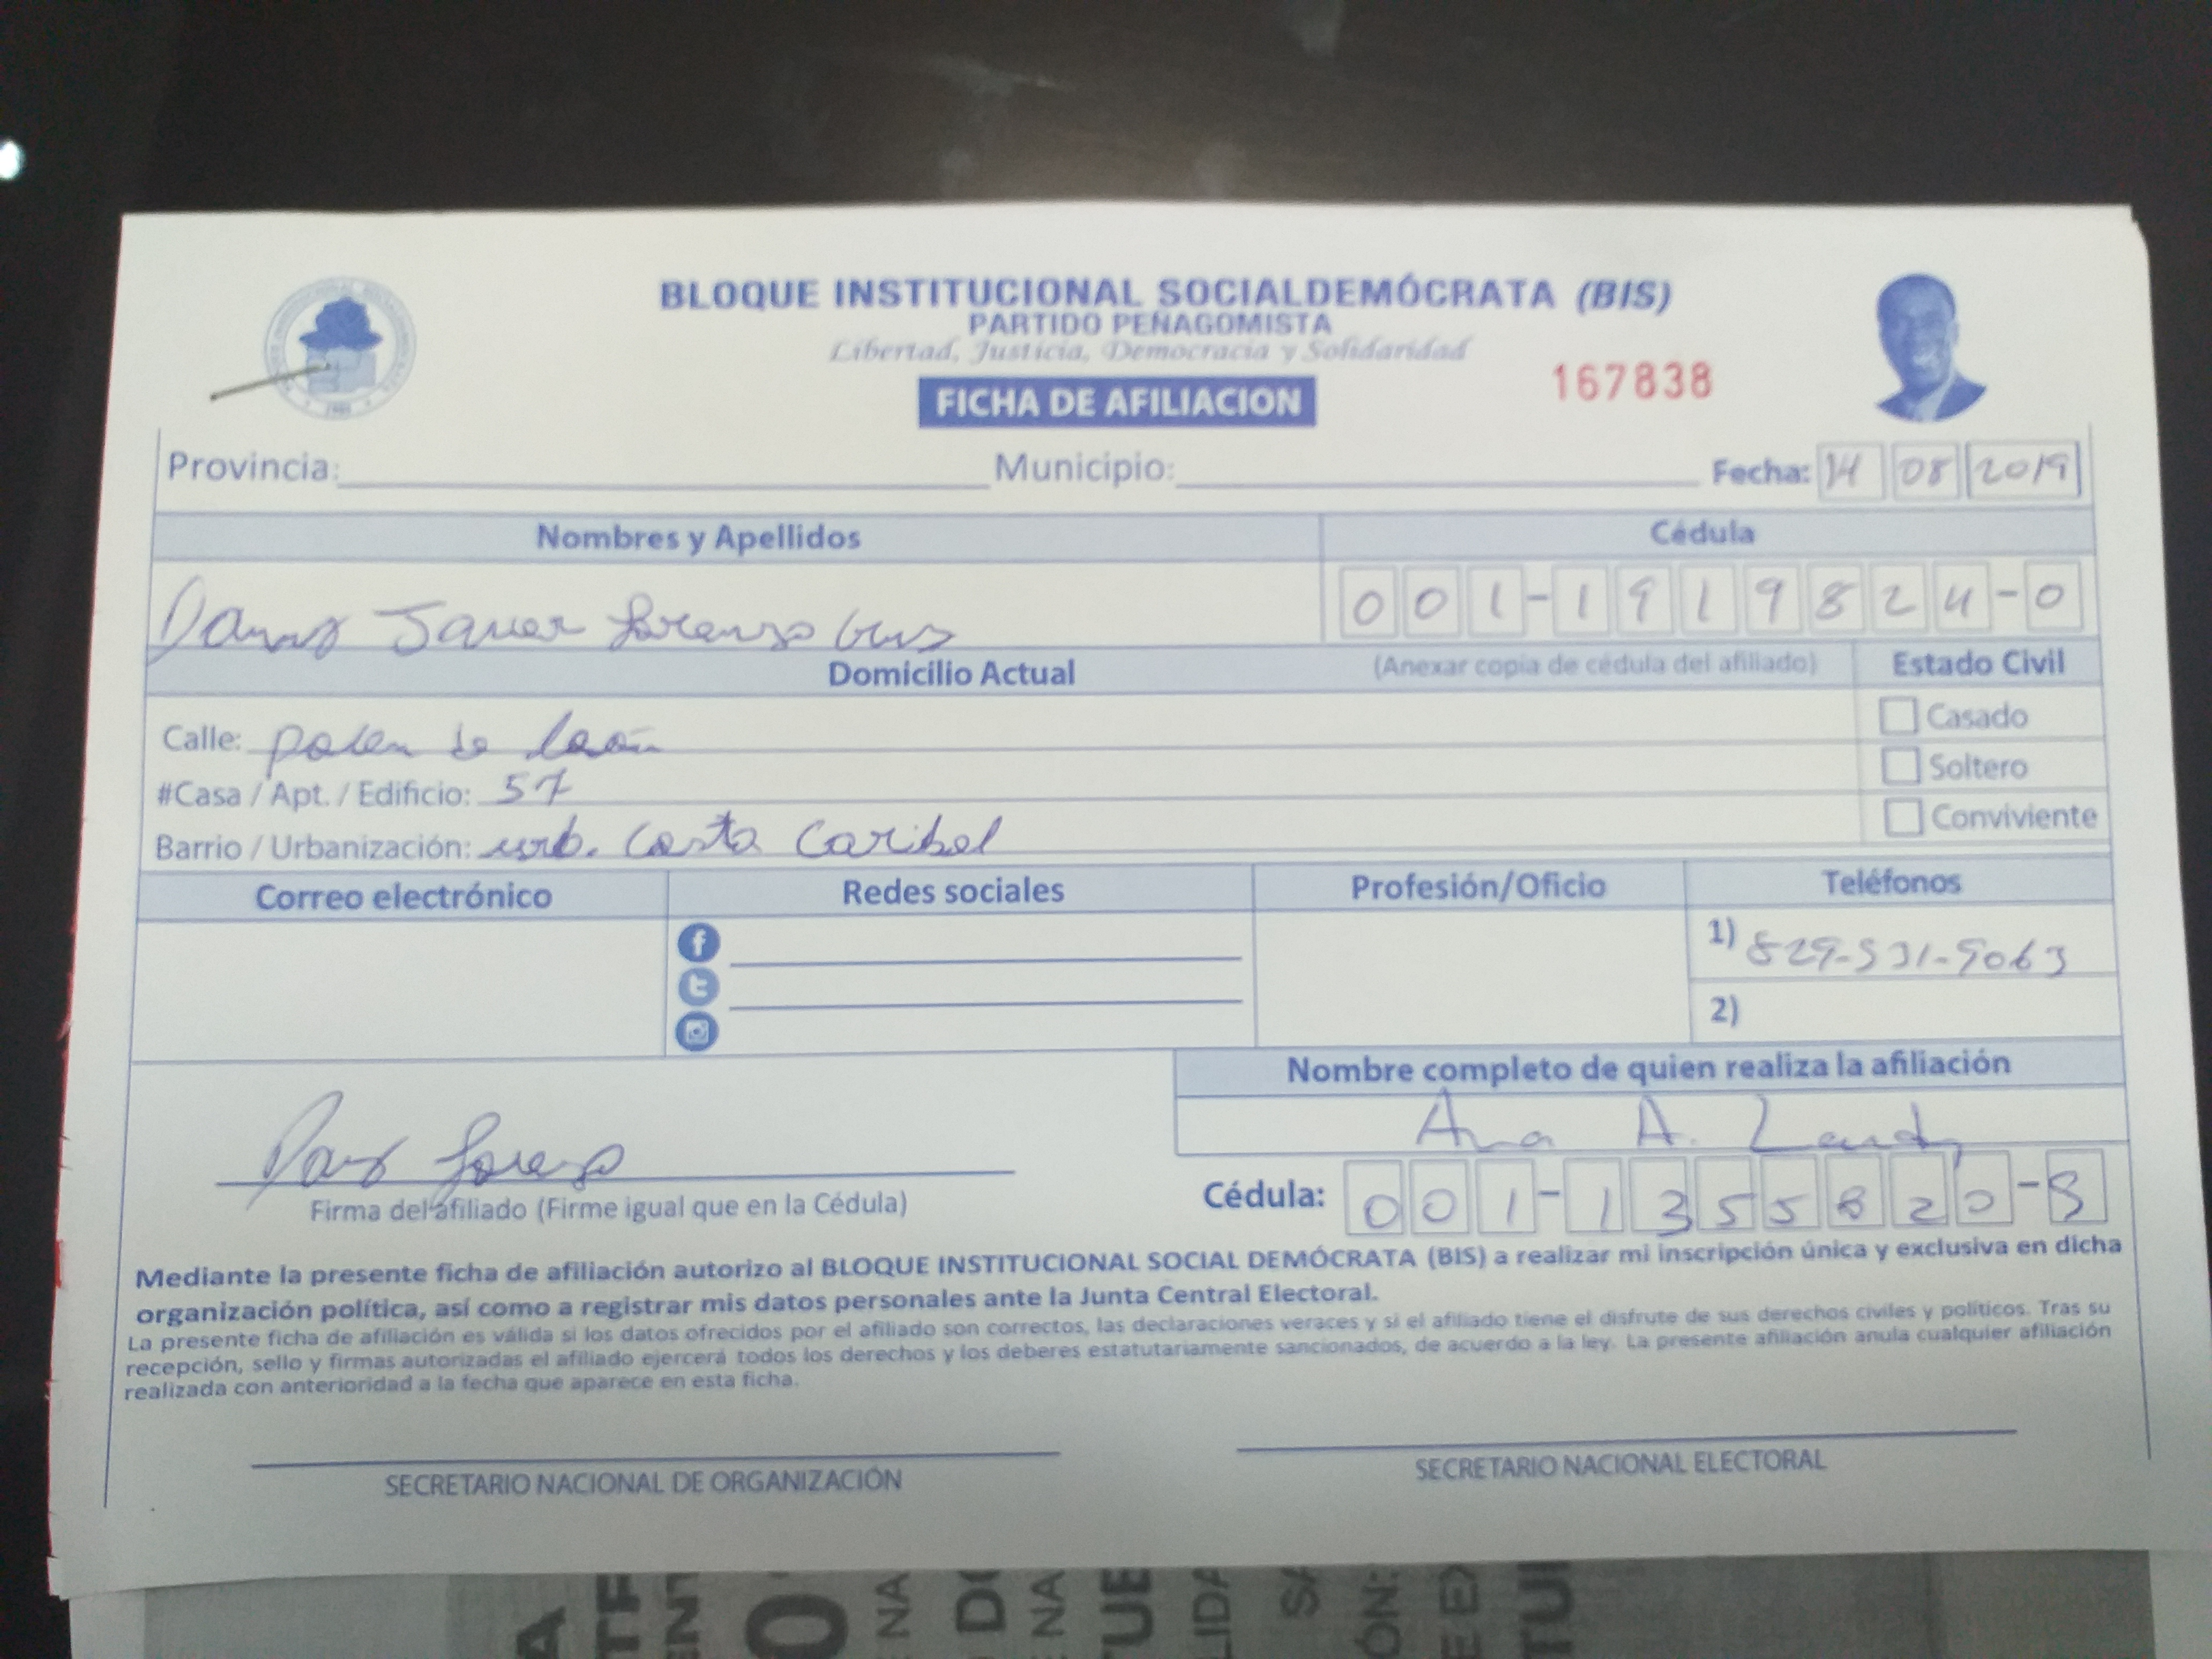 BLOQUE INSTITUCIONAL SOCIALDEMÓCRATA (BIS)
PARTIDO PEÑAGOMISTA
Libertad, Justicia, Democracia y Solidaridad
FICHA DE AFILIACION
167838
Provincia: Municipio: Fecha: 14 08 2019
Nombres y Apellidos Cédula
Javier Lorenzo 001-1919824-0
Domicilio Actual (Anexar copia de cédula del afiliado) Estado Civil
Calle: Casado
#Casa / Apt. / Edificio: 57 Soltero
Barrio / Urbanización: urb. Costa Caribel Conviviente
Correo electrónico Redes sociales Profesión/Oficio Teléfonos
1) 829-531-9063
2)
Nombre completo de quien realiza la afiliación
Ana A.
Lorenzo
Firma del afiliado (Firme igual que en la Cédula)
Cédula: 001-1355820-
Mediante la presente ficha de afiliación autorizo al BLOQUE INSTITUCIONAL SOCIAL DEMÓCRATA (BIS) a realizar mi inscripción única y exclusiva en dicha
organización política, así como a registrar mis datos personales ante la Junta Central Electoral.
La presente ficha de afiliación es válida si los datos ofrecidos por el afiliado son correctos, las declaraciones veraces y si el afiliado tiene el disfrute de sus derechos civiles y políticos. Tras su
recepción, sello y firmas autorizadas el afiliado ejercerá todos los derechos y los deberes estatutariamente sancionados, de acuerdo a la ley. La presente afiliación anula cualquier afiliación
realizada con anterioridad a la fecha que aparece en esta ficha.
SECRETARIO NACIONAL DE ORGANIZACIÓN
SECRETARIO NACIONAL ELECTORAL